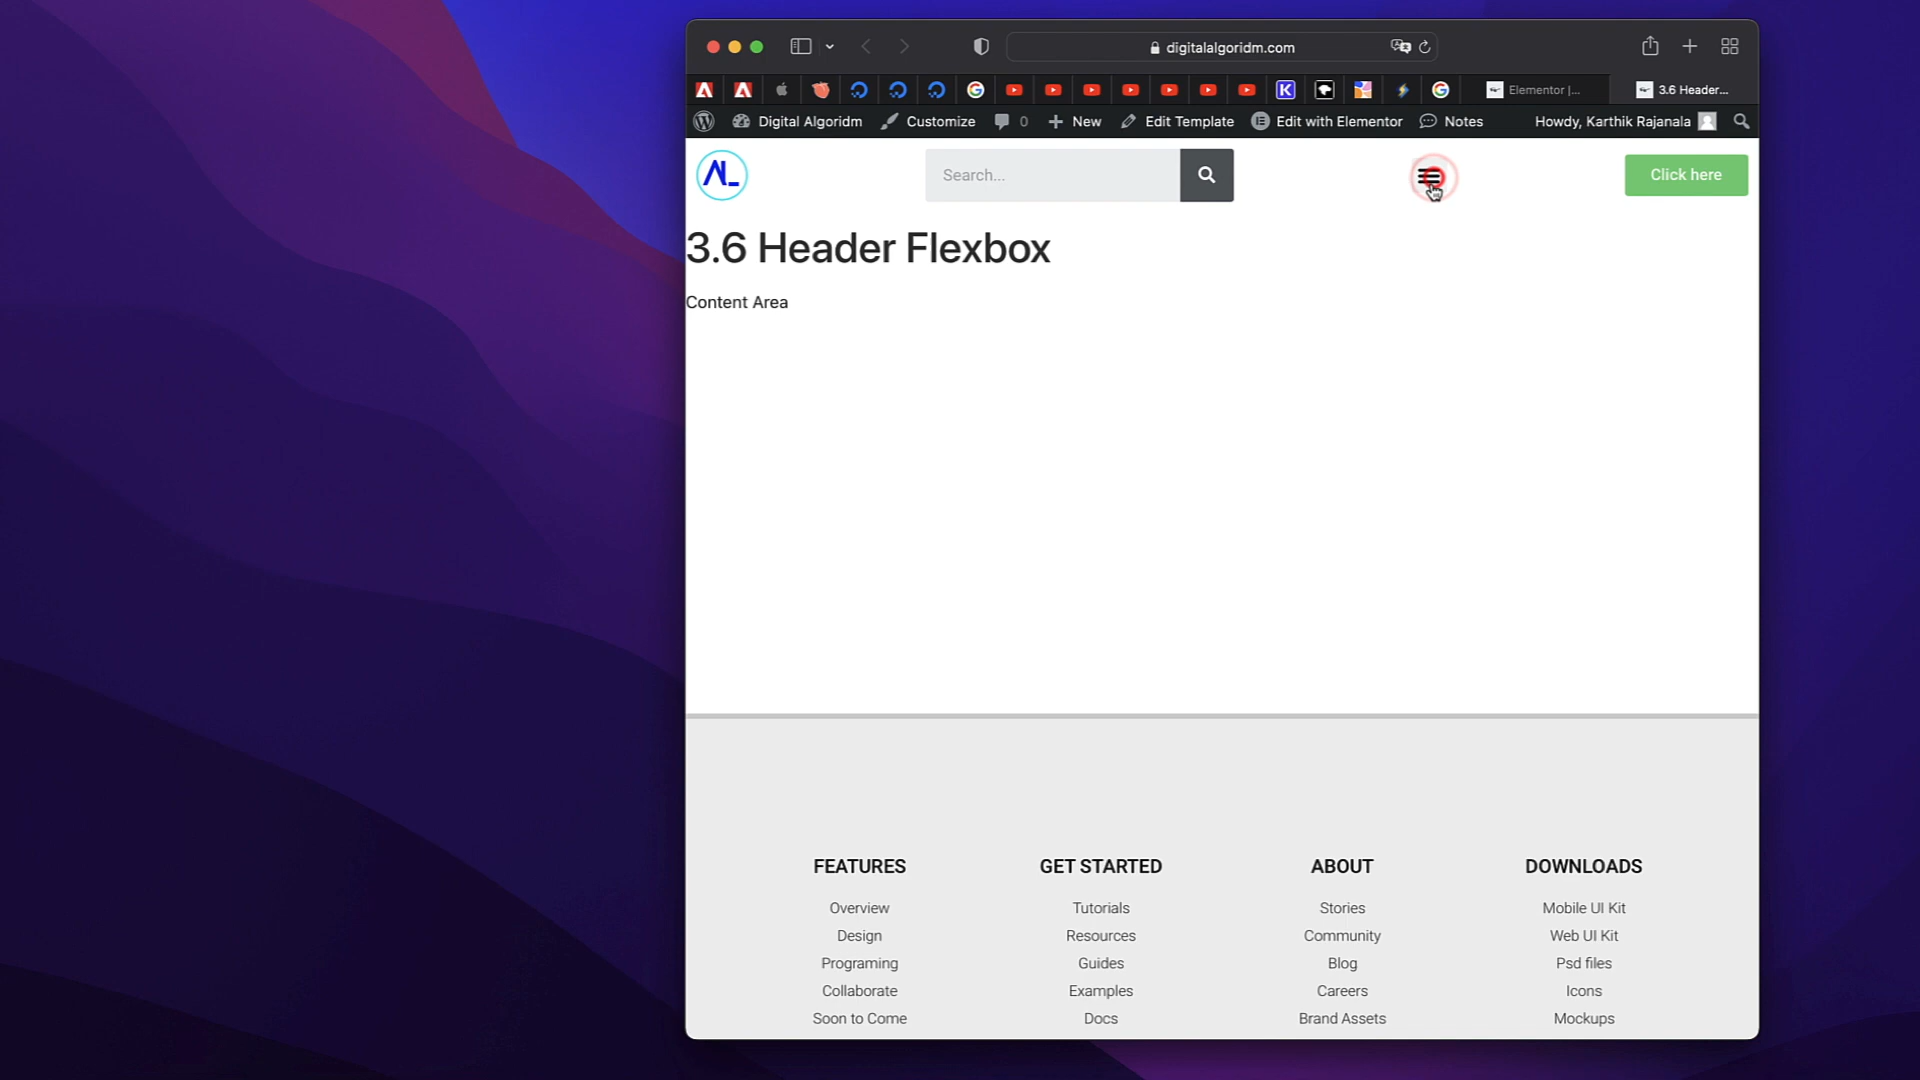 digitalalgoridm.com
Elementor |...
3.6 Header...
Digital Algoridm Customize 0 New Edit Template Edit with Elementor Notes Howdy, Karthik Rajanala
AL_ Search... Click here
3.6 Header Flexbox
Content Area
FEATURES GET STARTED ABOUT DOWNLOADS
Overview Tutorials Stories Mobile UI Kit
Design Resources Community Web UI Kit
Programing Guides Blog Psd files
Collaborate Examples Careers Icons
Soon to Come Docs Brand Assets Mockups